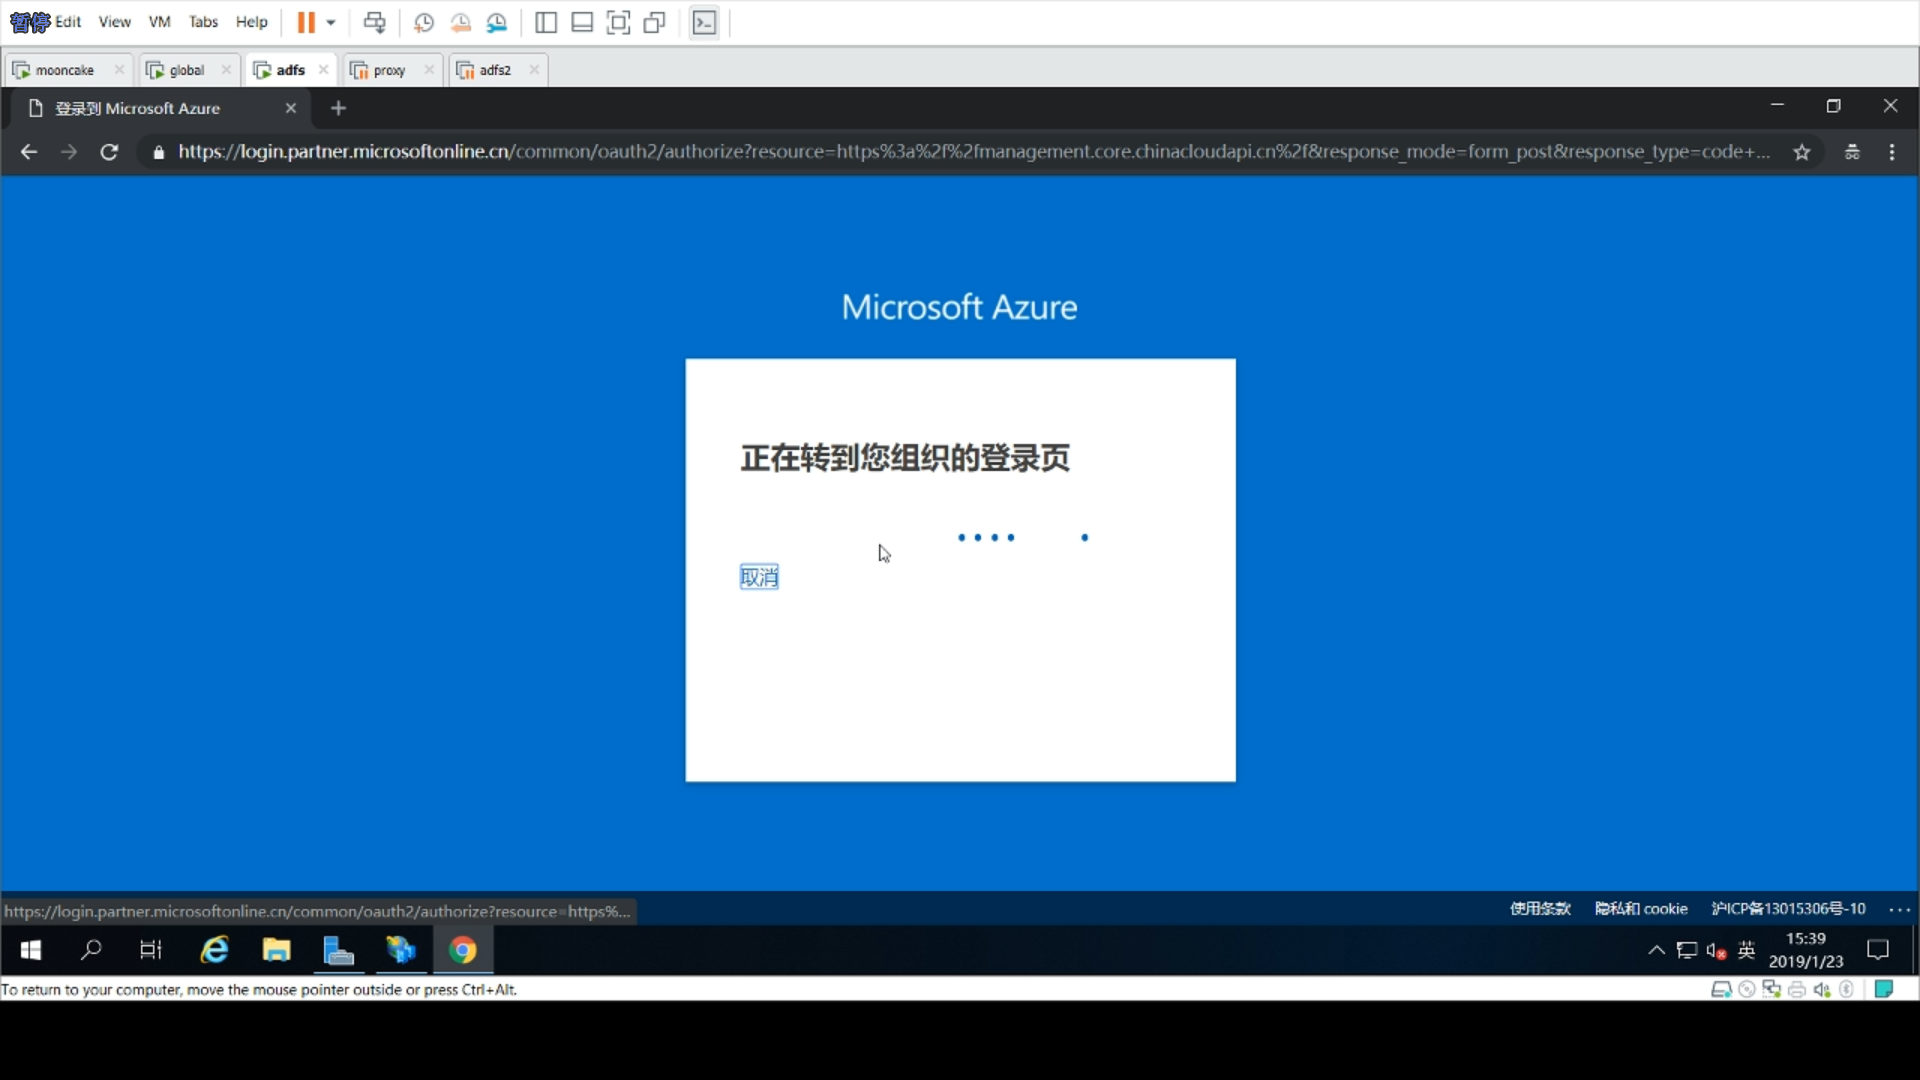 暂停 Edit View VM Tabs Help
mooncake global adfs proxy adfs2
登录到 Microsoft Azure
https://login.partner.microsoftonline.cn/common/oauth2/authorize?resource=https%3a%2f%2fmanagement.core.chinacloudapi.cn%2f&response_mode=form_post&response_type=code+...
Microsoft Azure
正在转到您组织的登录页
取消
https://login.partner.microsoftonline.cn/common/oauth2/authorize?resource=https%...
使用条款 隐私和 cookie 沪ICP备13015306号-10 ...
英
15:39
2019/1/23
To return to your computer, move the mouse pointer outside or press Ctrl+Alt.